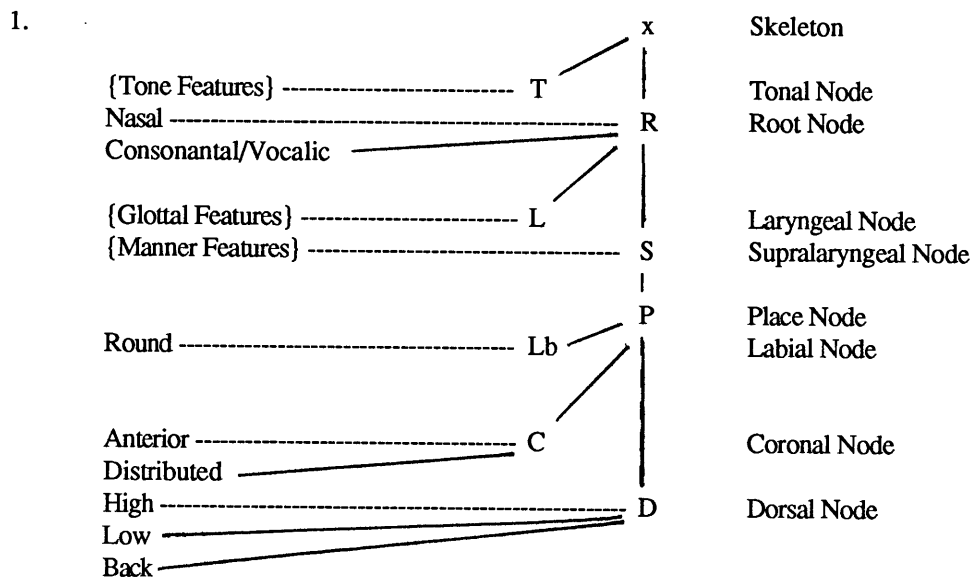 1. x Skeleton
{Tone Features} T Tonal Node
Nasal R Root Node
Consonantal/Vocalic
{Glottal Features} L Laryngeal Node
{Manner Features} S Supralaryngeal Node
P Place Node
Round Lb Labial Node
Anterior C Coronal Node
Distributed
High D Dorsal Node
Low
Back